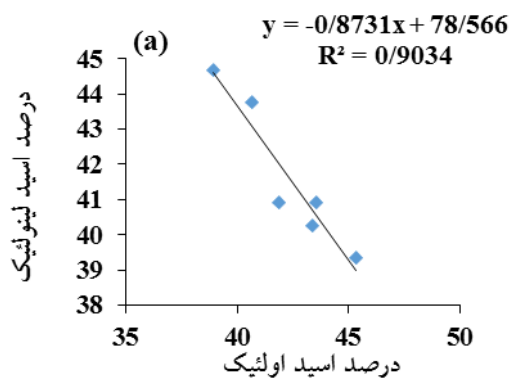 y = -0/8731x + 78/566
R² = 0/9034
(a)
45
44
43
42
41
40
39
38
35
40
45
50
درصد اسید لینولئیک
درصد اسید اولئیک